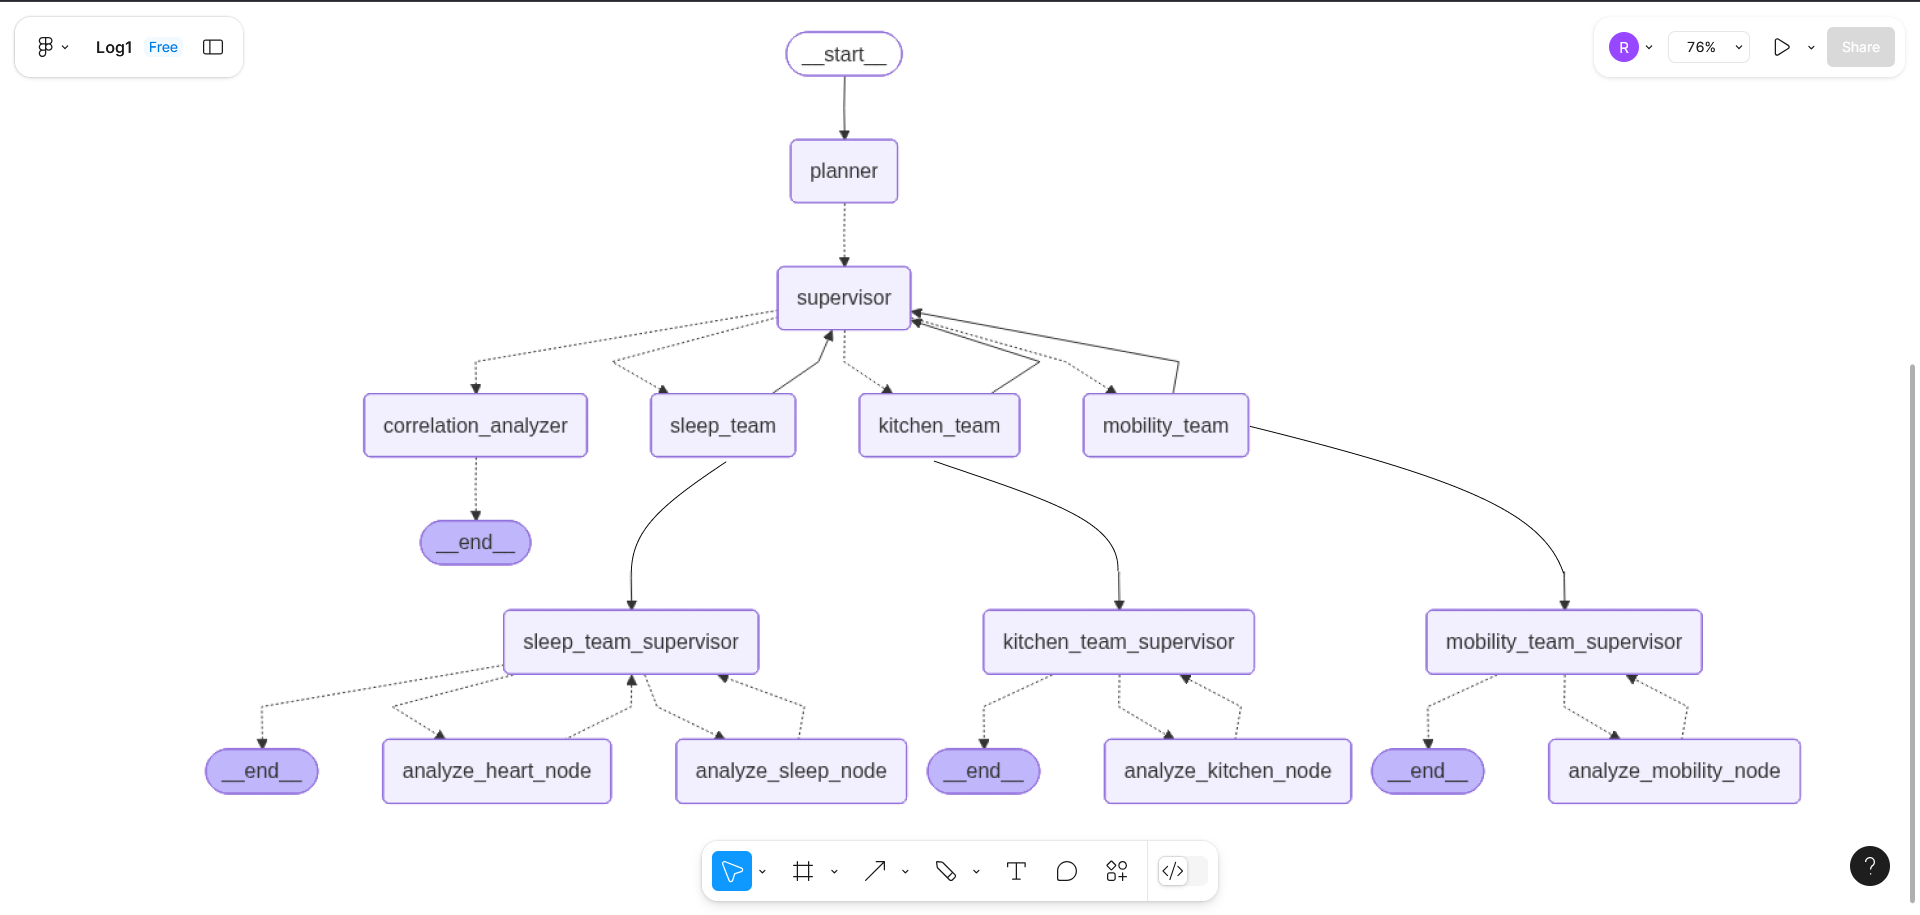 Log1 Free
R
76%
Share
__start__
planner
supervisor
correlation_analyzer
sleep_team
kitchen_team
mobility_team
__end__
sleep_team_supervisor
kitchen_team_supervisor
mobility_team_supervisor
__end__
analyze_heart_node
analyze_sleep_node
__end__
analyze_kitchen_node
__end__
analyze_mobility_node
?